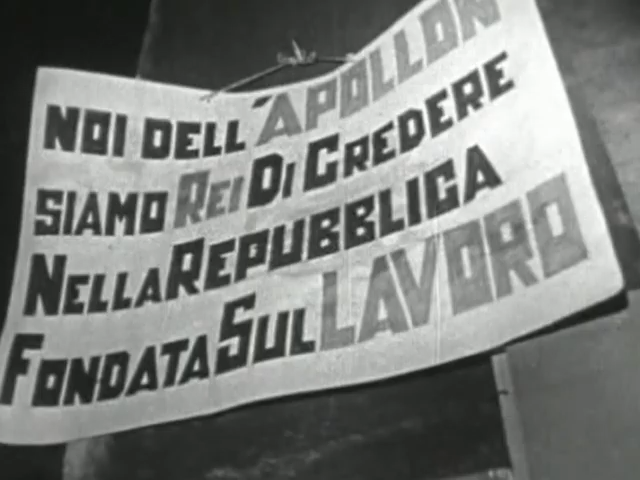 NOI DELL'APOLLON
SIAMO REI DI CREDERE
NELLA REPUBBLICA
FONDATA SUL LAVORO